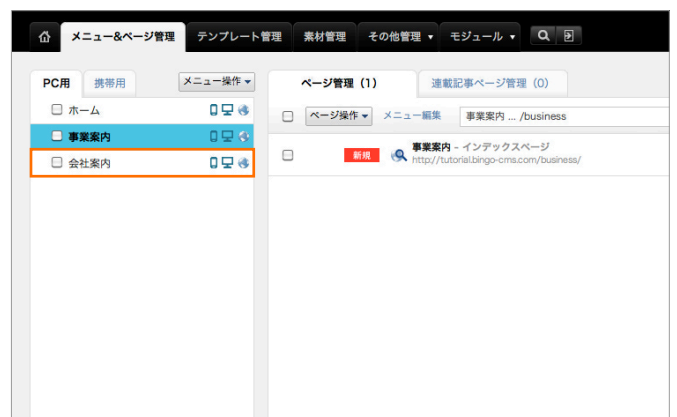 メニュー&ページ管理 テンプレート管理 素材管理 その他管理 ▼ モジュール ▼
PC用 携帯用 メニュー操作▼ ページ管理（1） 連載記事ページ管理（0）
ホーム
ページ操作▼ メニュー編集 事業案内 ... /business
事業案内
新規 事業案内 - インデックスページ
http://tutorial.bingo-cms.com/business/
会社案内